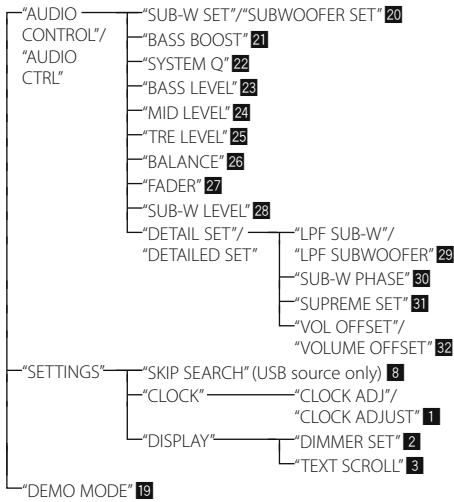 “AUDIO CONTROL”/ “AUDIO CTRL”
“SUB-W SET”/“SUBWOOFER SET” 20
“BASS BOOST” 21
“SYSTEM Q” 22
“BASS LEVEL” 23
“MID LEVEL” 24
“TRE LEVEL” 25
“BALANCE” 26
“FADER” 27
“SUB-W LEVEL” 28
“DETAIL SET”/
“DETAILED SET”
“LPF SUB-W”/
“LPF SUBWOOFER” 29
“SUB-W PHASE” 30
“SUPREME SET” 31
“VOL OFFSET”/
“VOLUME OFFSET” 32
“SETTINGS”
“SKIP SEARCH” (USB source only) 8
“CLOCK”
“CLOCK ADJ”/
“CLOCK ADJUST” 1
“DISPLAY”
“DIMMER SET” 2
“TEXT SCROLL” 3
“DEMO MODE” 19